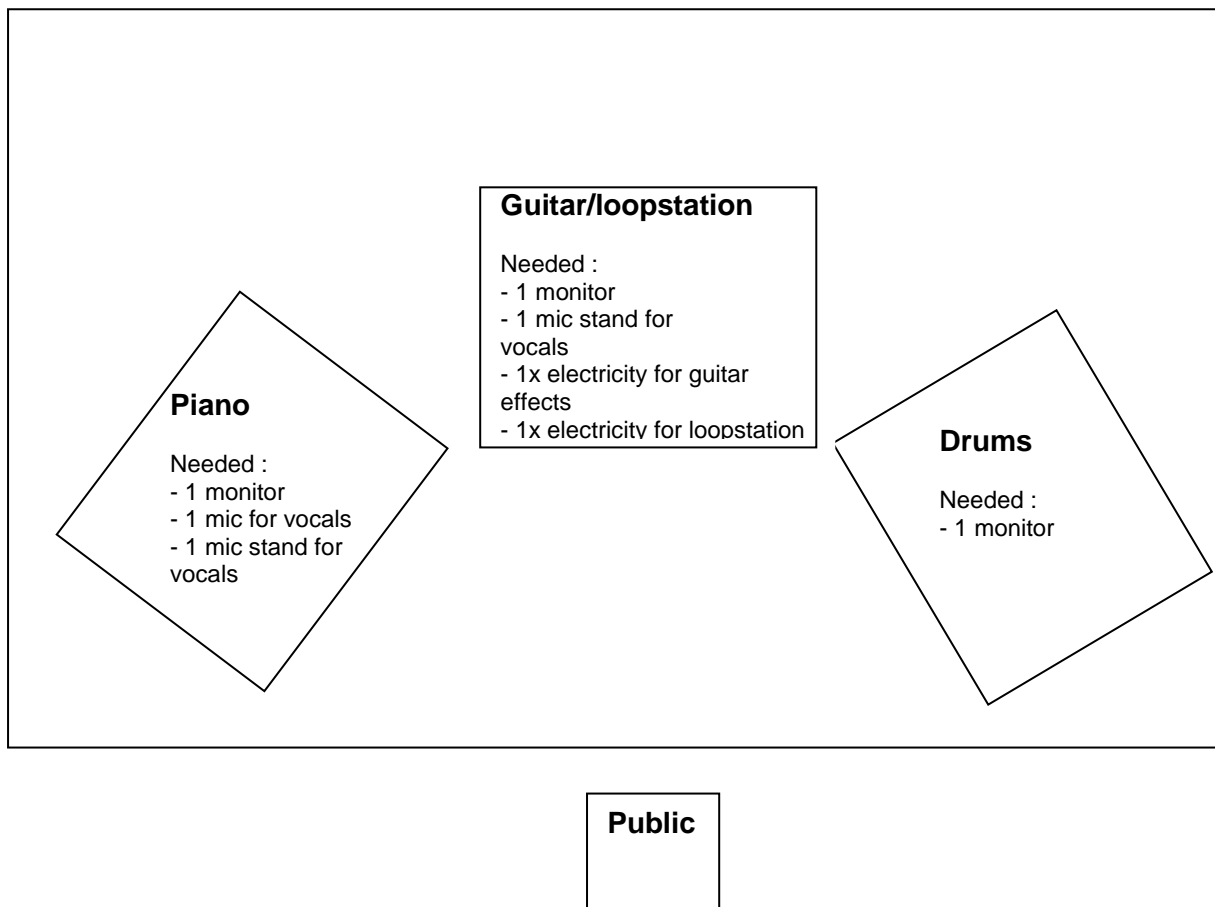 Guitar/loopstation
Needed :
- 1 monitor
- 1 mic stand for
vocals
- 1x electricity for guitar
effects
- 1x electricity for loopstation
Piano
Needed :
- 1 monitor
- 1 mic for vocals
- 1 mic stand for
vocals
Drums
Needed :
- 1 monitor
Public